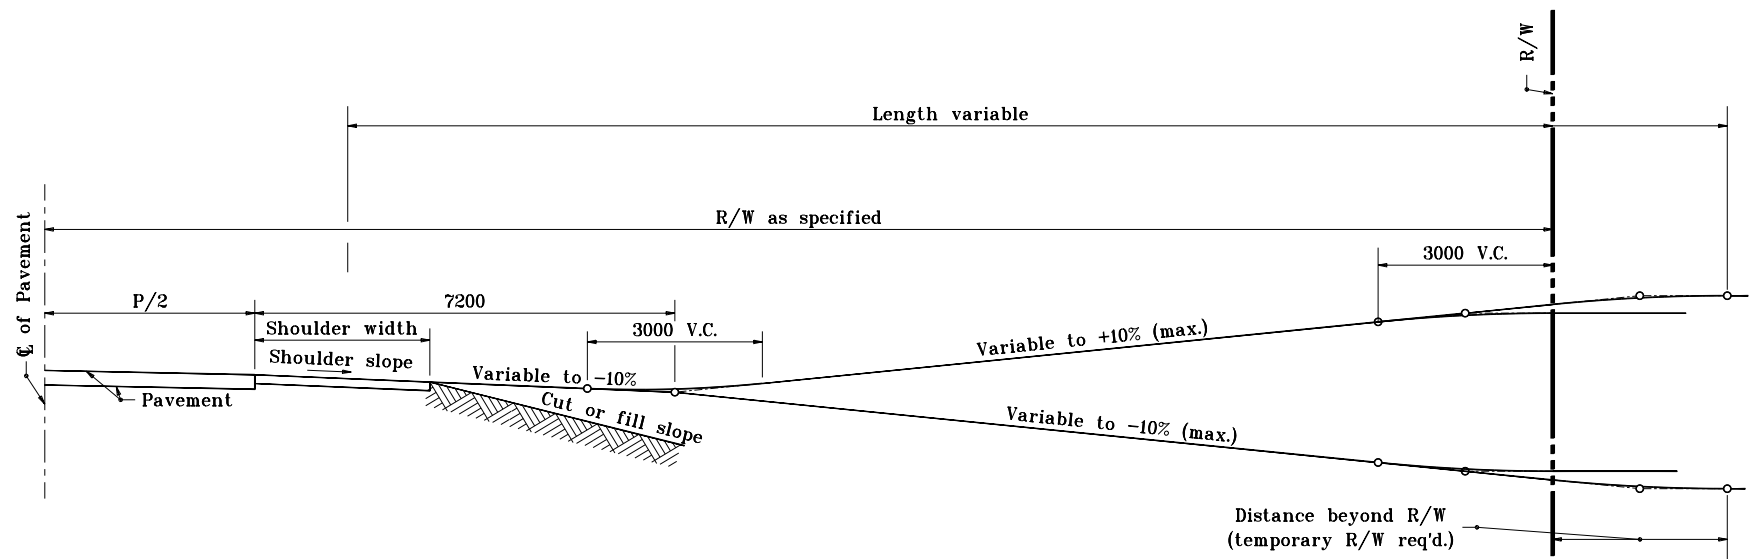 R/W
Length variable
R/W as specified
3000 V.C.
℄ of Pavement
P/2
7200
Shoulder width
3000 V.C.
Shoulder slope
Variable to -10%
Variable to +10% (max.)
Pavement
Cut or fill slope
Variable to -10% (max.)
Distance beyond R/W
(temporary R/W req'd.)